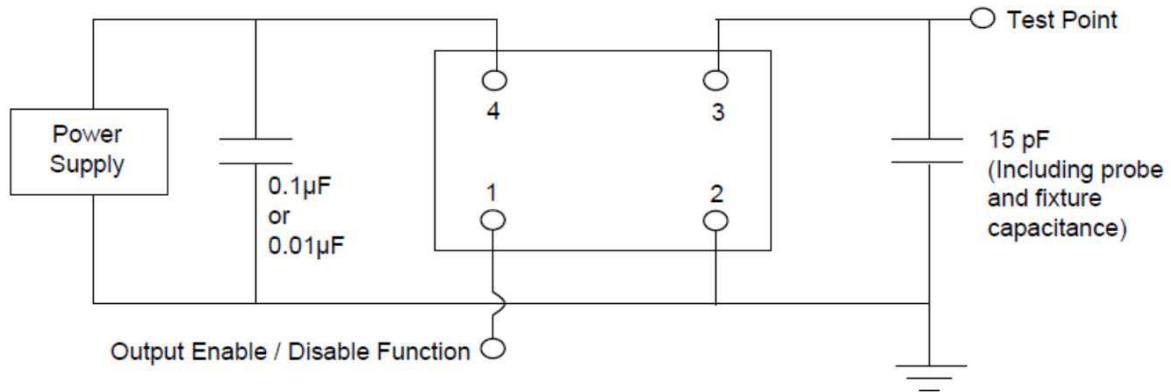 Test Point
4
3
Power
Supply
15 pF
(Including probe
and fixture
capacitance)
0.1µF
or
0.01µF
1
2
Output Enable / Disable Function